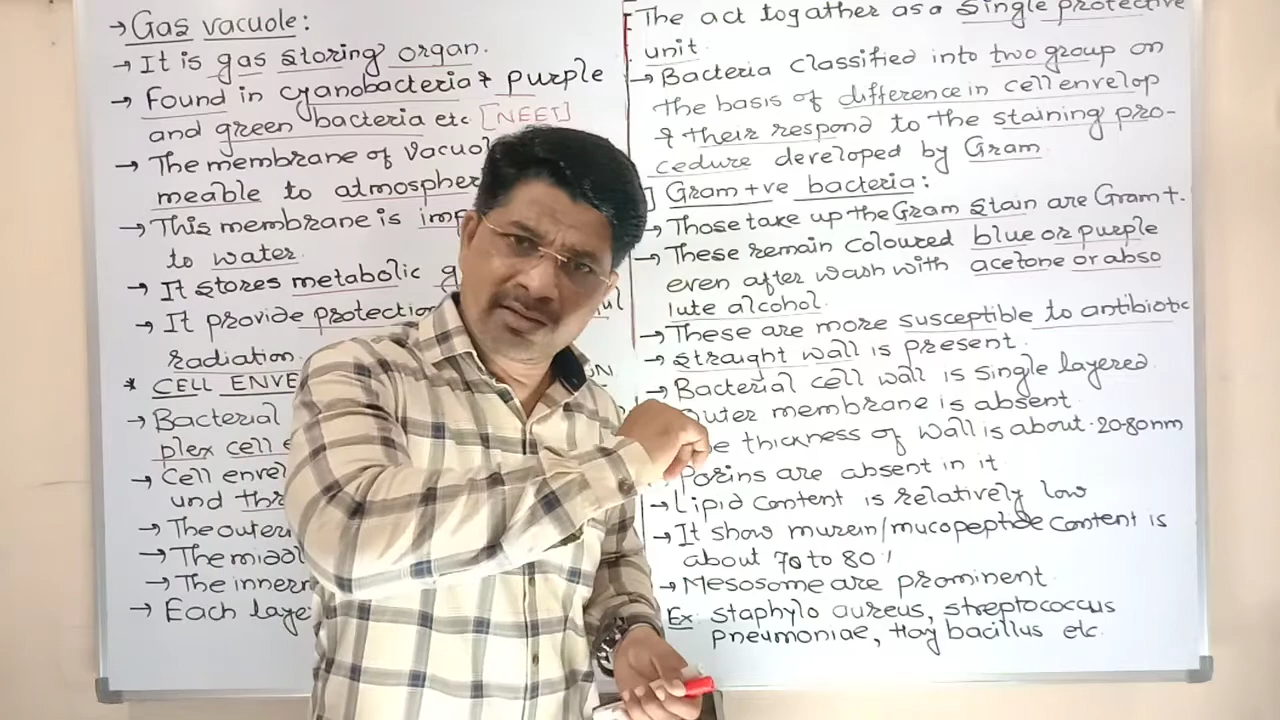 → Gas vacuole:
→ It is gas storing organ.
→ Found in cyanobacteria & purple
and green bacteria etc [NEET]
→ The membrane of vacuol
meable to atmospher
→ This membrane is imp
to water.
→ It stores metabolic g
→ It provide protection ul
radiation.
* CELL ENVE ON
→ Bacterial
plex cell e
→ Cell envel
und thr
→ The outer
→ The middl
→ The innerm
→ Each laye
The act togather as a single protective
unit.
→ Bacteria classified into two group on
the basis of difference in cell envelop
& their respond to the staining pro-
cedure developed by Gram
] Gram +ve bacteria:
→ Those take up the Gram stain are Gram +.
→ These remain coloured blue or purple
even after wash with acetone or abso
lute alcohol.
→ These are more susceptible to antibiotic
→ straight wall is present.
→ Bacterial cell wall is single layered.
outer membrane is absent.
e thickness of wall is about 20-80nm
Porins are absent in it
→ Lipid content is relatively low
→ It show murein/mucopeptide content is
about 70 to 80%
→ Mesosome are prominent
Ex: staphylo aureus, streptococcus
pneumoniae, Hay bacillus etc.